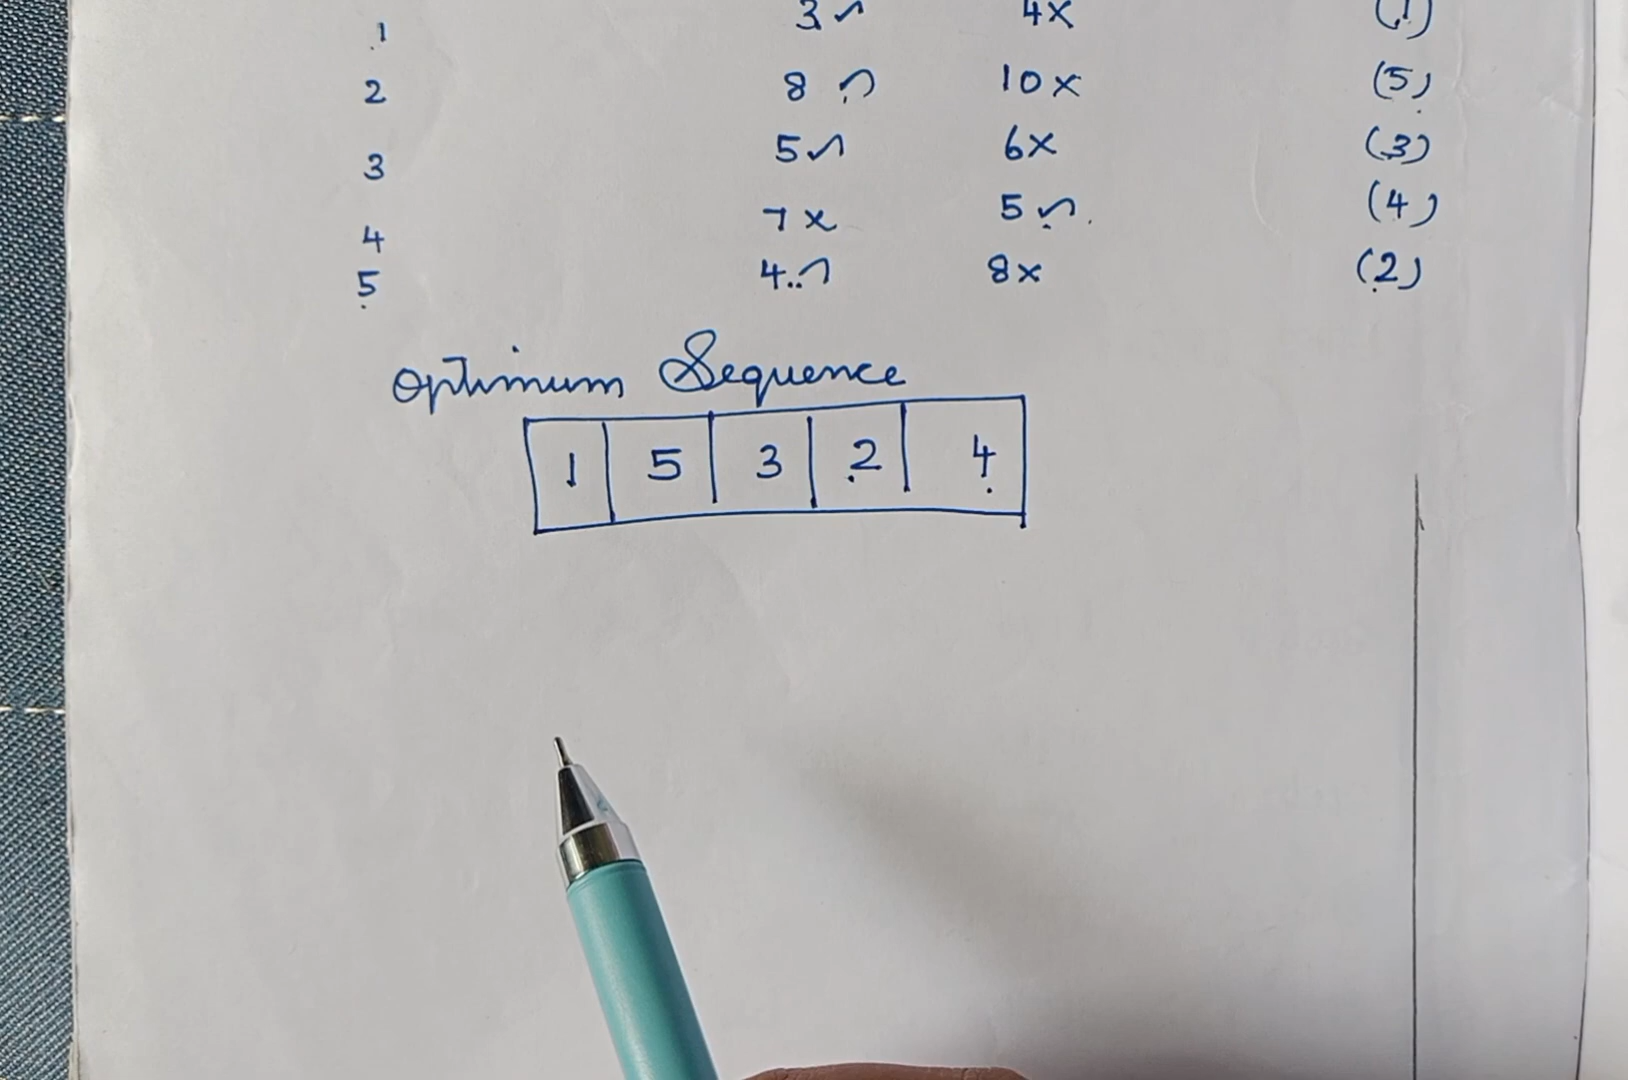 1 3 ✓ 4 × (1)
2 8 ✓ 10 × (5)
3 5 ✓ 6 × (3)
4 7 × 5 ✓ (4)
5 4 ✓ 8 × (2)
Optimum Sequence
1 5 3 2 4